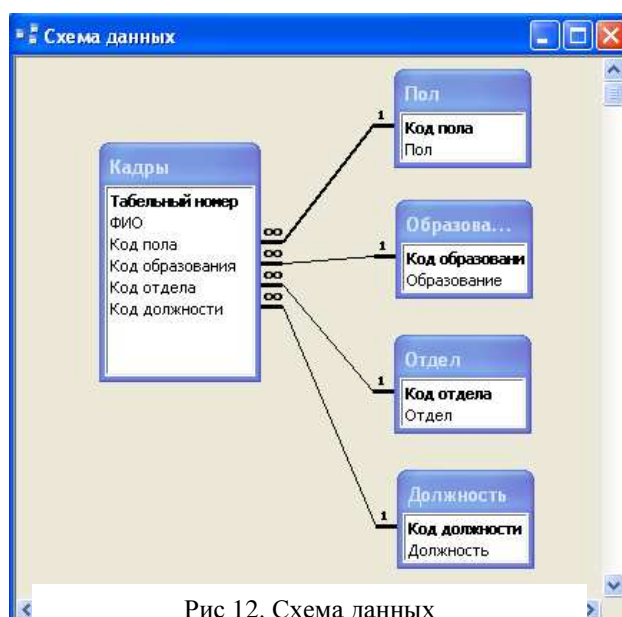 Схема данных
Кадры
Табельный номер
ФИО
Код пола
Код образования
Код отдела
Код должности
∞
∞
∞
∞
1
Пол
Код пола
Пол
1
Образова...
Код образовани
Образование
1
Отдел
Код отдела
Отдел
1
Должность
Код должности
Должность
Рис 12. Схема данных